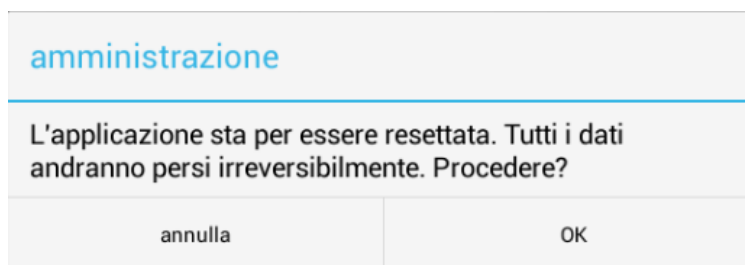 amministrazione
L'applicazione sta per essere resettata. Tutti i dati
andranno persi irreversibilmente. Procedere?
annulla
OK